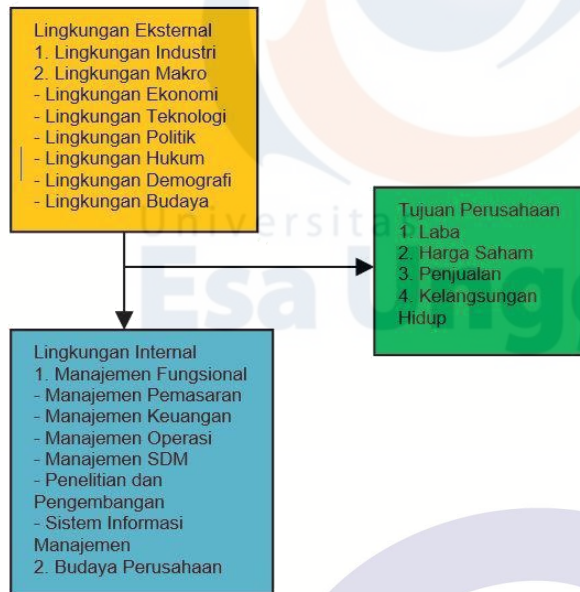 Lingkungan Eksternal
1. Lingkungan Industri
2. Lingkungan Makro
- Lingkungan Ekonomi
- Lingkungan Teknologi
- Lingkungan Politik
- Lingkungan Hukum
- Lingkungan Demografi
- Lingkungan Budaya
Universitas
Esa Ungg
Tujuan Perusahaan
1. Laba
2. Harga Saham
3. Penjualan
4. Kelangsungan
Hidup
Lingkungan Internal
1. Manajemen Fungsional
- Manajemen Pemasaran
- Manajemen Keuangan
- Manajemen Operasi
- Manajemen SDM
- Penelitian dan
Pengembangan
- Sistem Informasi
Manajemen
2. Budaya Perusahaan